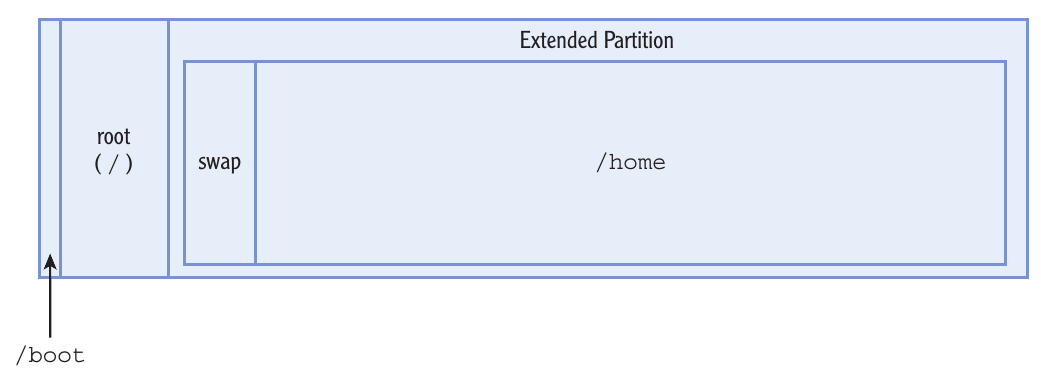 Extended Partition
root
(/)
swap
/home
/boot